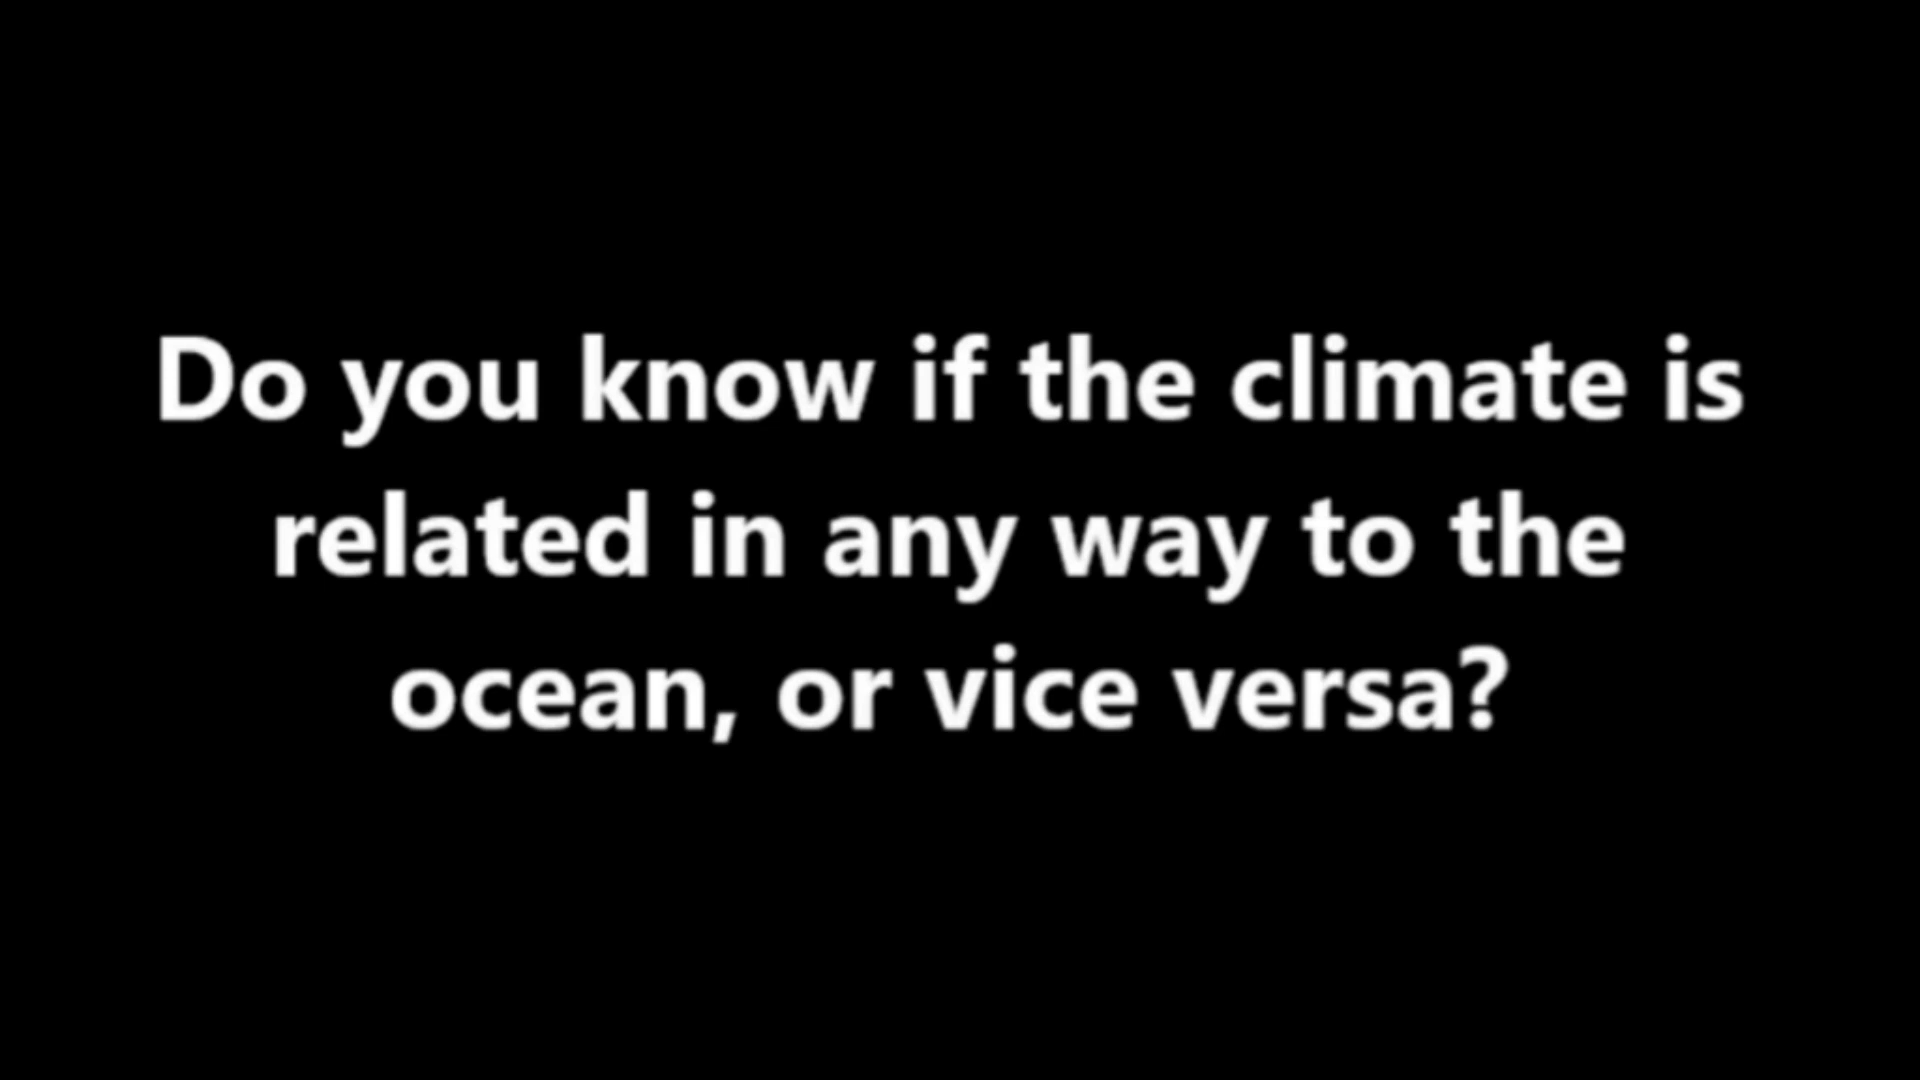 Do you know if the climate is
related in any way to the
ocean, or vice versa?